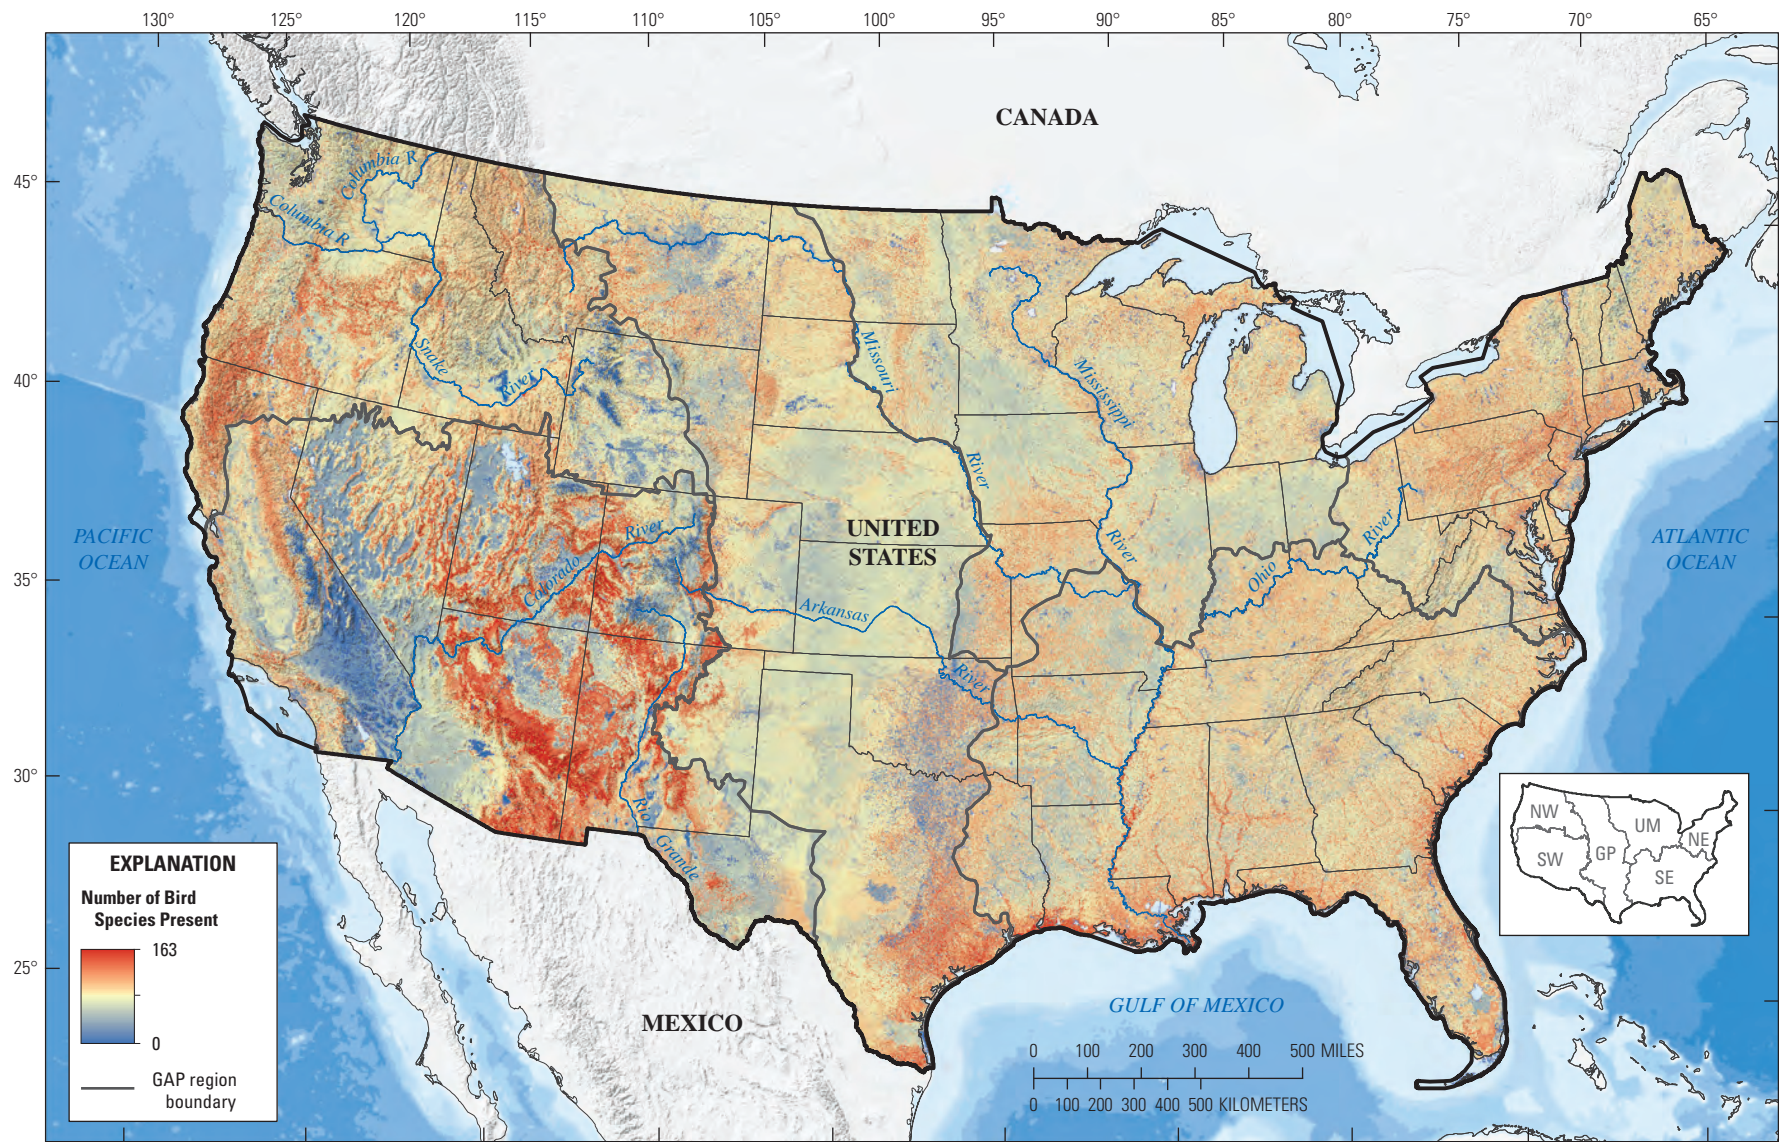 130°
125°
120°
115°
110°
105°
100°
95°
90°
85°
80°
75°
70°
65°
45°
40°
35°
30°
25°
CANADA
Columbia R
Columbia R
Snake
River
Missouri
River
Mississippi
River
PACIFIC
OCEAN
UNITED
STATES
ATLANTIC
OCEAN
Colorado
River
Arkansas
River
Ohio
River
Rio
Grande
MEXICO
GULF OF MEXICO
EXPLANATION
Number of Bird
Species Present
163
0
GAP region
boundary
0 100 200 300 400 500 MILES
0 100 200 300 400 500 KILOMETERS
NW
UM
NE
SW
GP
SE